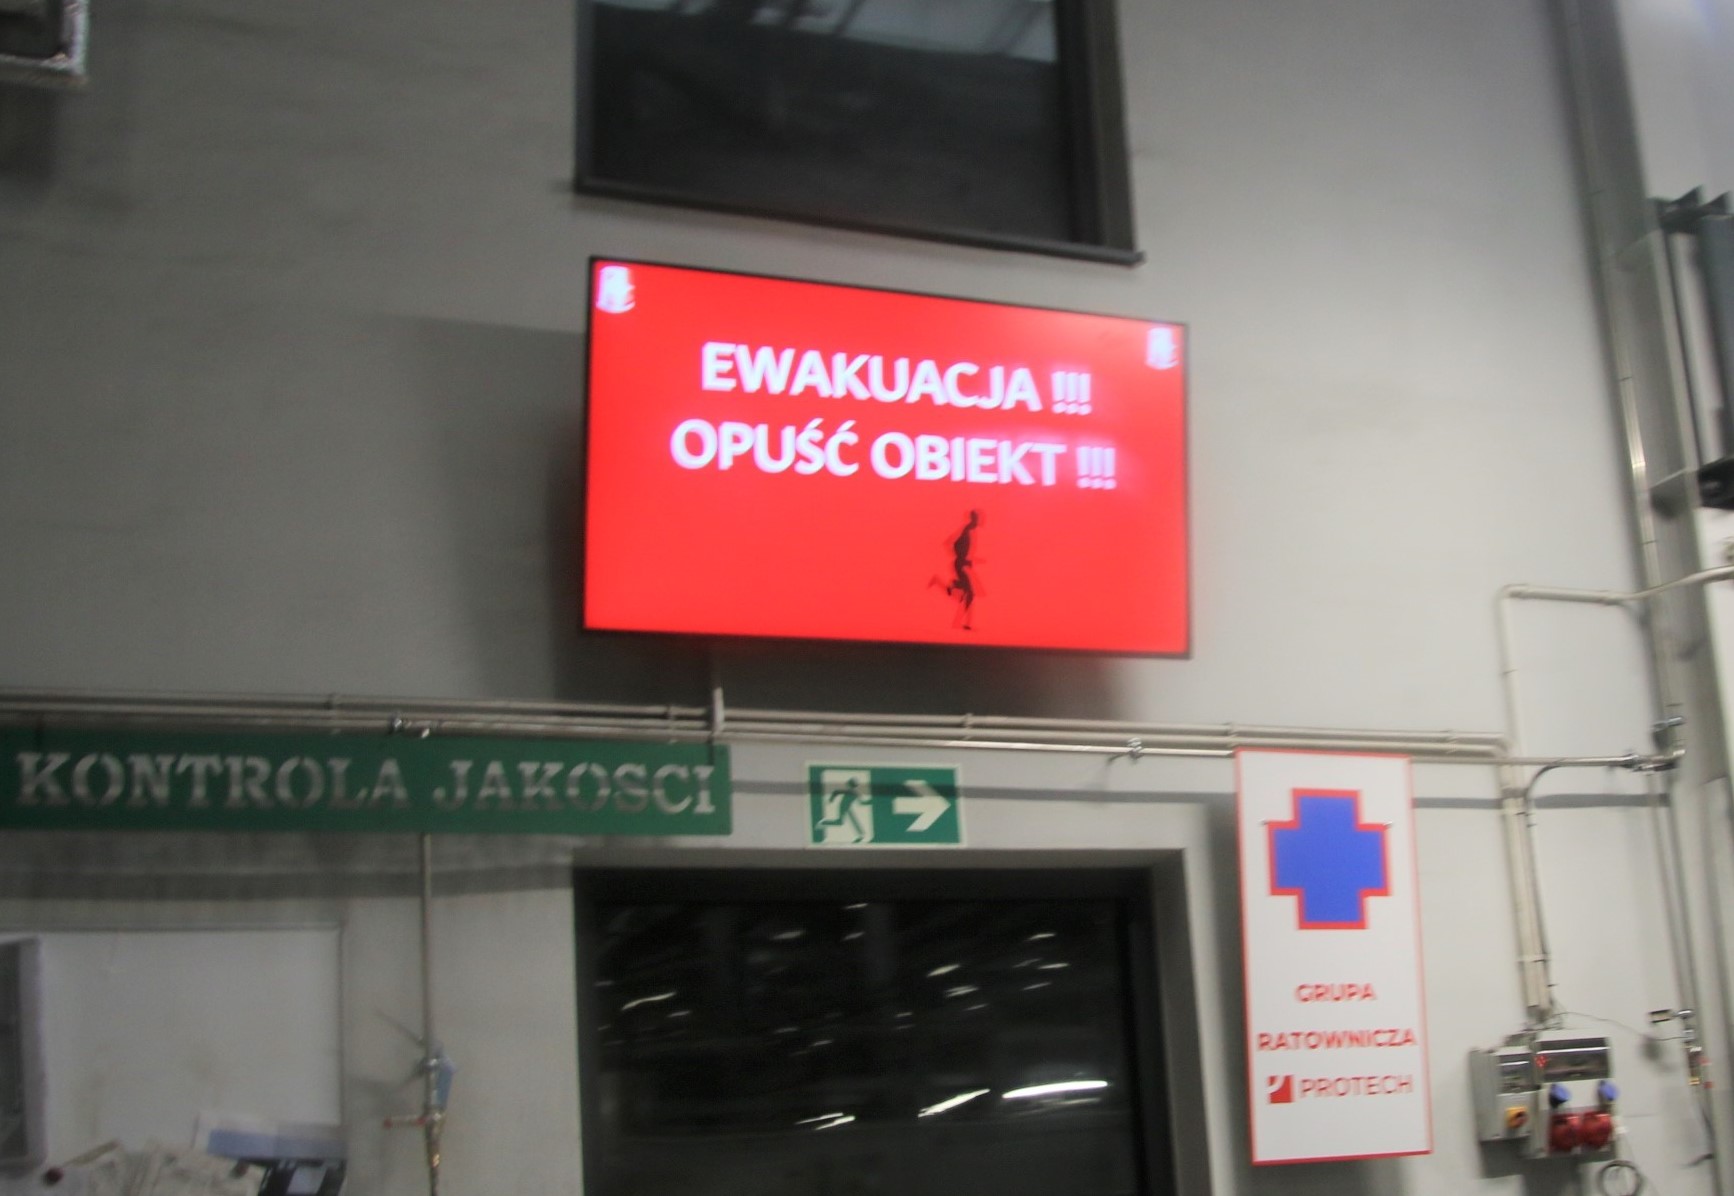 EWAKUACJA !!!
OPUŚĆ OBIEKT !!!
KONTROLA JAKOSCI
GRUPA
RATOWNICZA
PROTECH